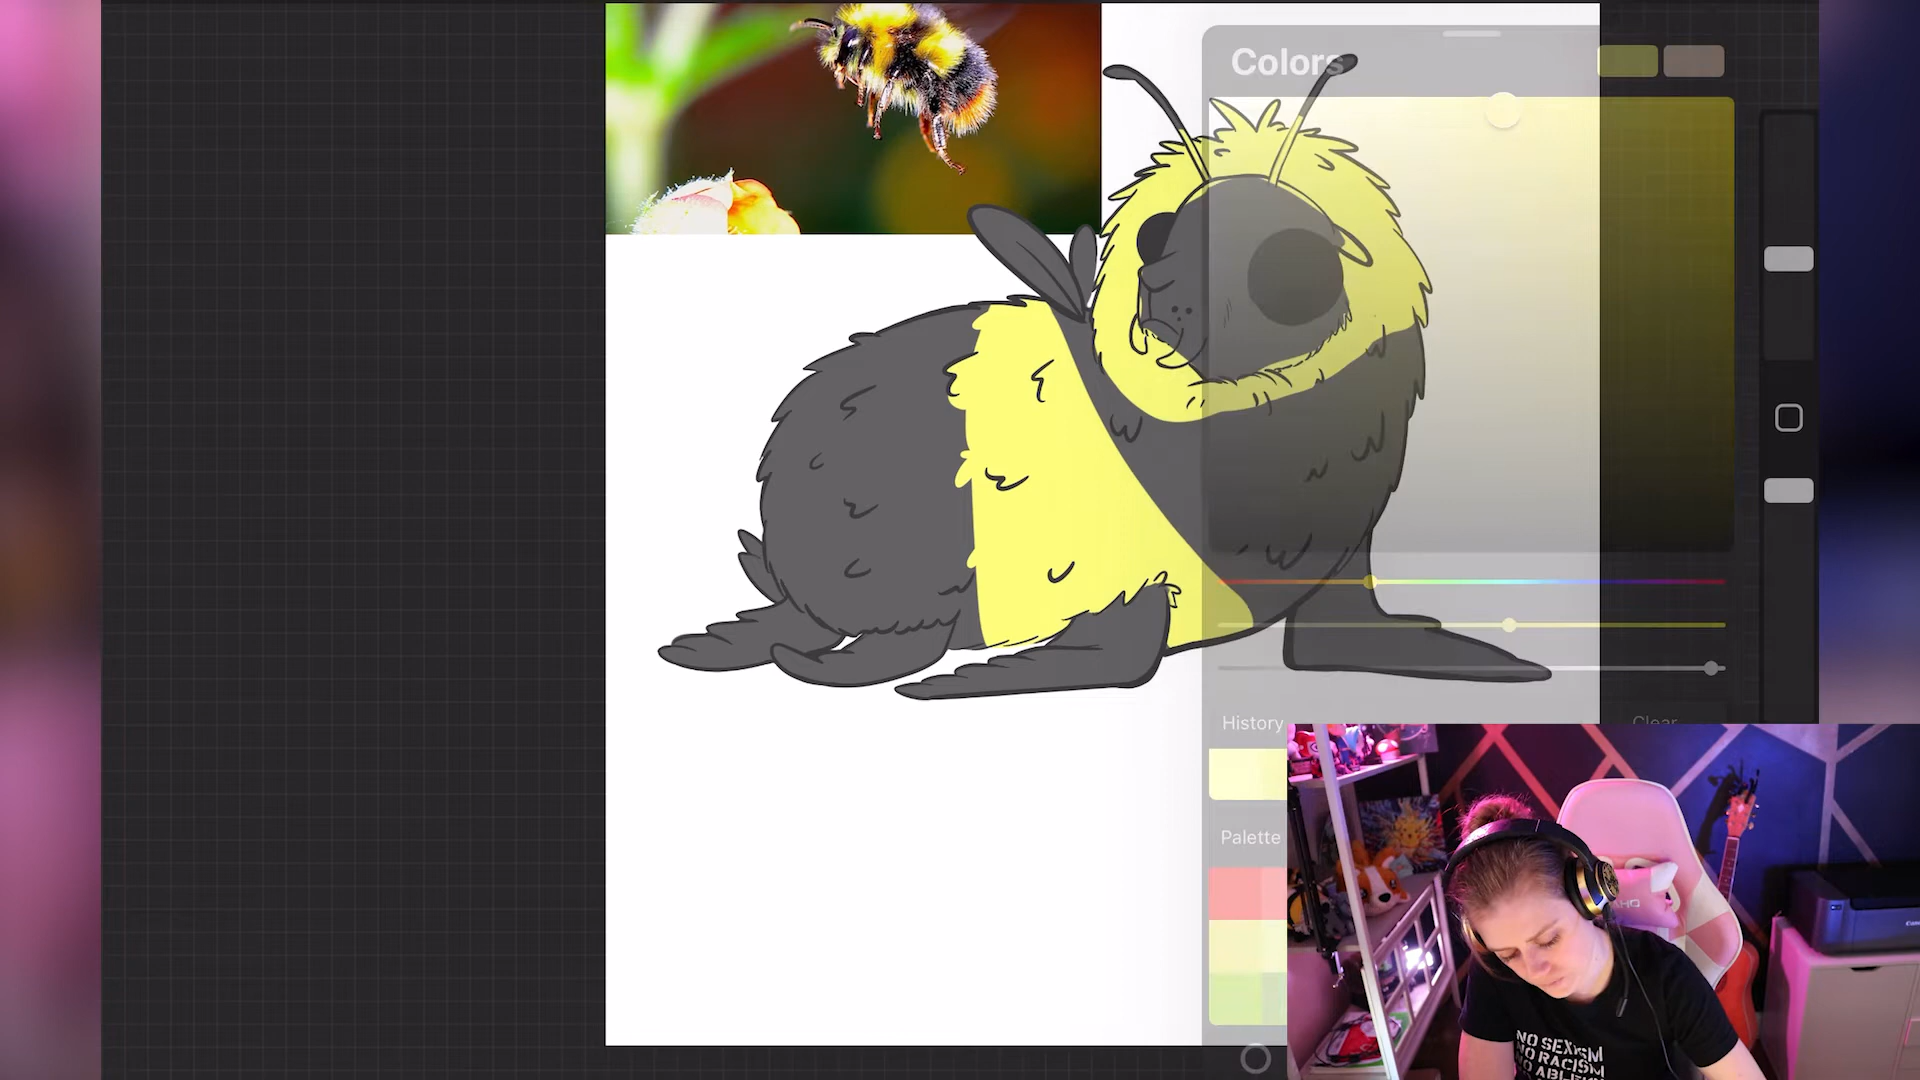 Colors
History
Clear
Palette
NO SEXISM
NO RACISM